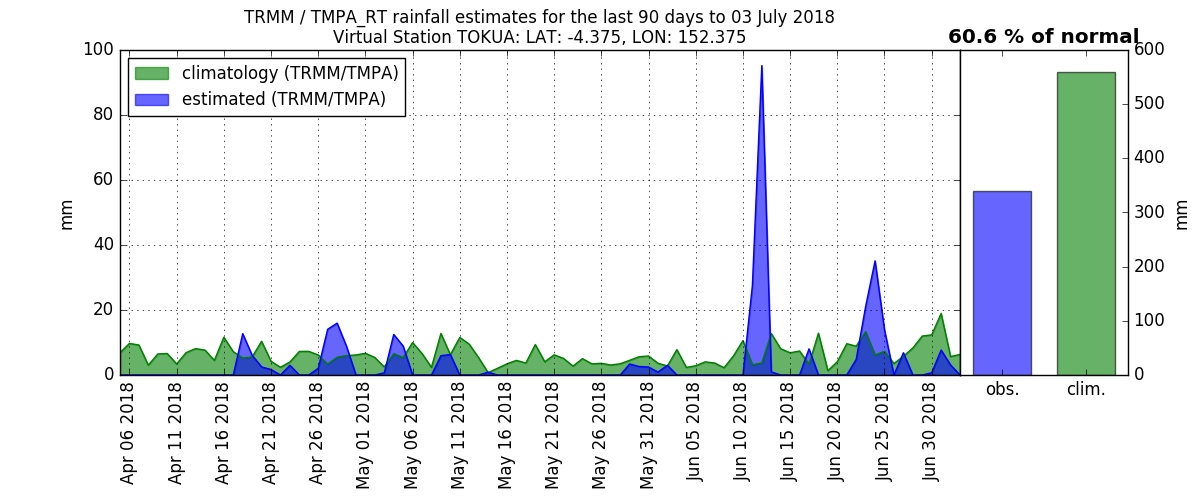 TRMM / TMPA_RT rainfall estimates for the last 90 days to 03 July 2018
Virtual Station TOKUA: LAT: -4.375, LON: 152.375
60.6 % of normal
climatology (TRMM/TMPA)
estimated (TRMM/TMPA)
100
80
60
40
20
0
mm
Apr 06 2018
Apr 11 2018
Apr 16 2018
Apr 21 2018
Apr 26 2018
May 01 2018
May 06 2018
May 11 2018
May 16 2018
May 21 2018
May 26 2018
May 31 2018
Jun 05 2018
Jun 10 2018
Jun 15 2018
Jun 20 2018
Jun 25 2018
Jun 30 2018
obs.
clim.
600
500
400
300
200
100
0
mm